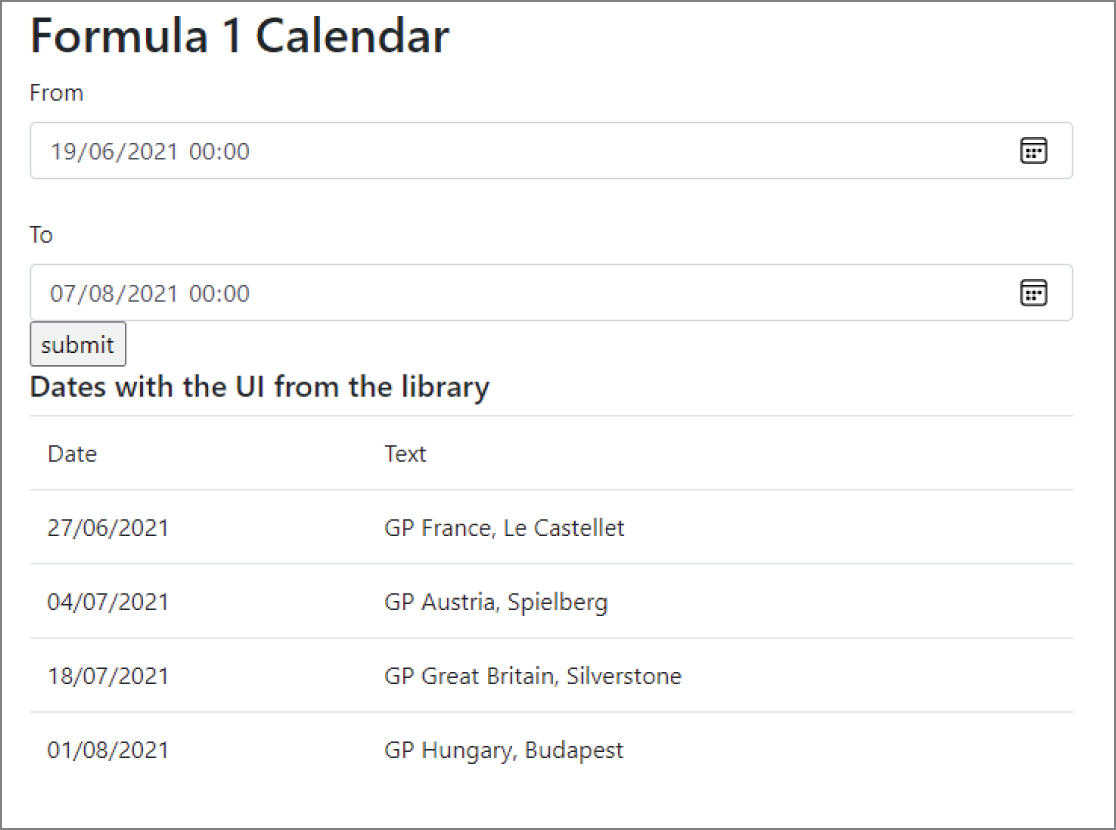 Formula 1 Calendar
From
19/06/2021 00:00
To
07/08/2021 00:00
submit
Dates with the UI from the library
Date Text
27/06/2021 GP France, Le Castellet
04/07/2021 GP Austria, Spielberg
18/07/2021 GP Great Britain, Silverstone
01/08/2021 GP Hungary, Budapest